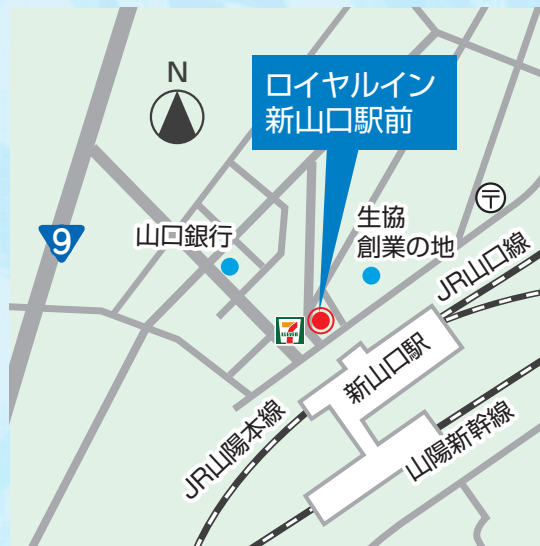 N
ロイヤルイン
新山口駅前
9
山口銀行
生協
創業の地
〒
JR山口線
7
ELEVEN
新山口駅
JR山陽本線
山陽新幹線